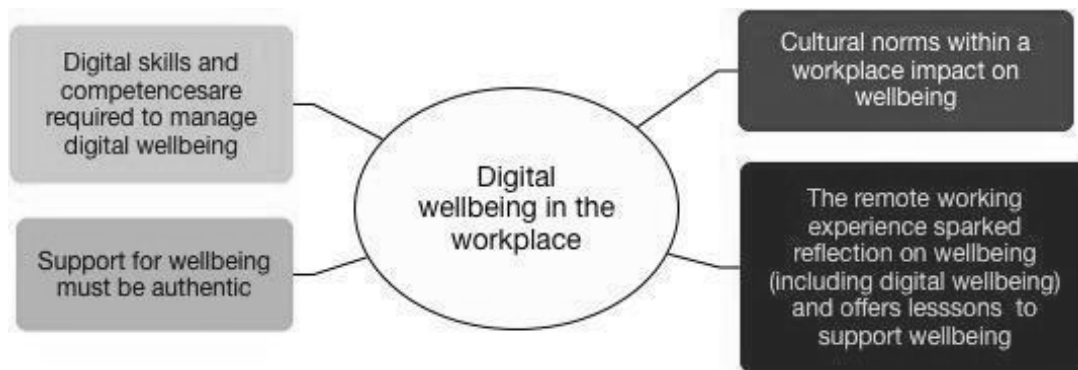 Digital skills and
competencesare
required to manage
digital wellbeing
Support for wellbeing
must be authentic
Digital
wellbeing in the
workplace
Cultural norms within a
workplace impact on
wellbeing
The remote working
experience sparked
reflection on wellbeing
(including digital wellbeing)
and offers lesssons to
support wellbeing